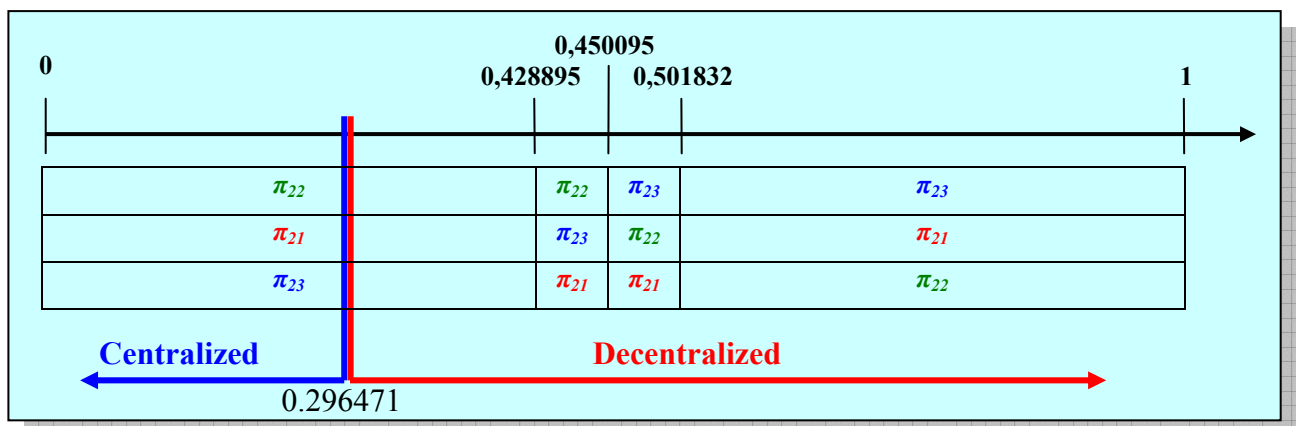 0,450095
0 0,428895 0,501832 1
π22 π22 π23 π23
π21 π23 π22 π21
π23 π21 π21 π22
Centralized Decentralized
0.296471